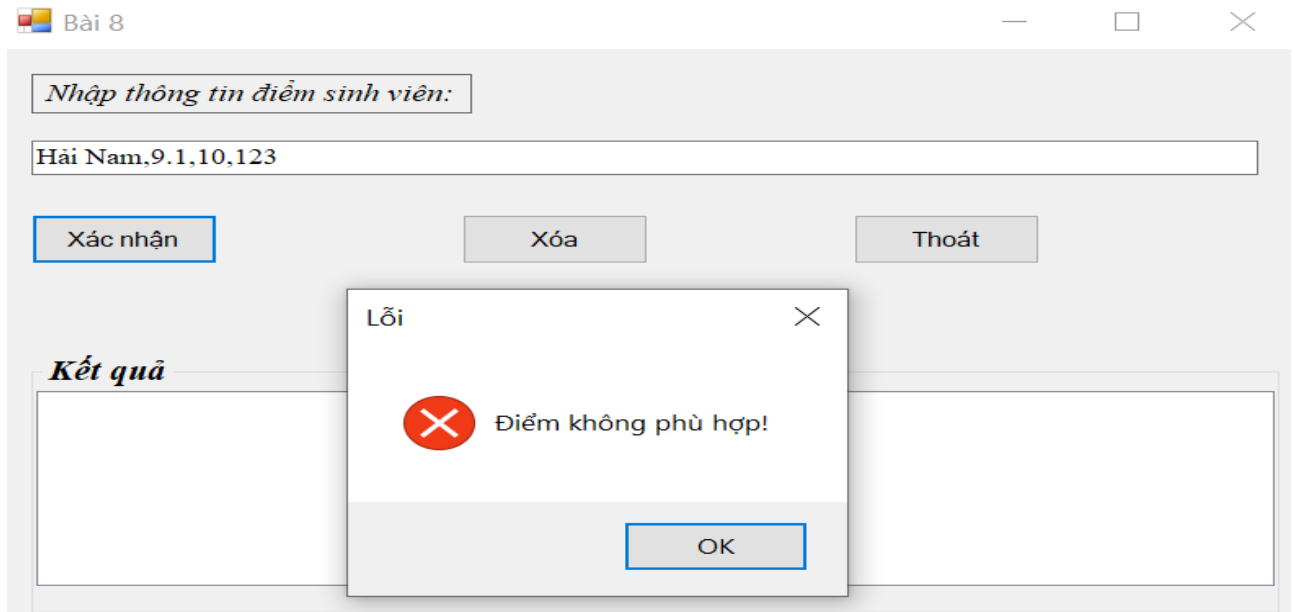 Bài 8
Nhập thông tin điểm sinh viên:
Hải Nam,9.1,10,123
Xác nhận Xóa Thoát
Lỗi
Kết quả
Điểm không phù hợp!
OK